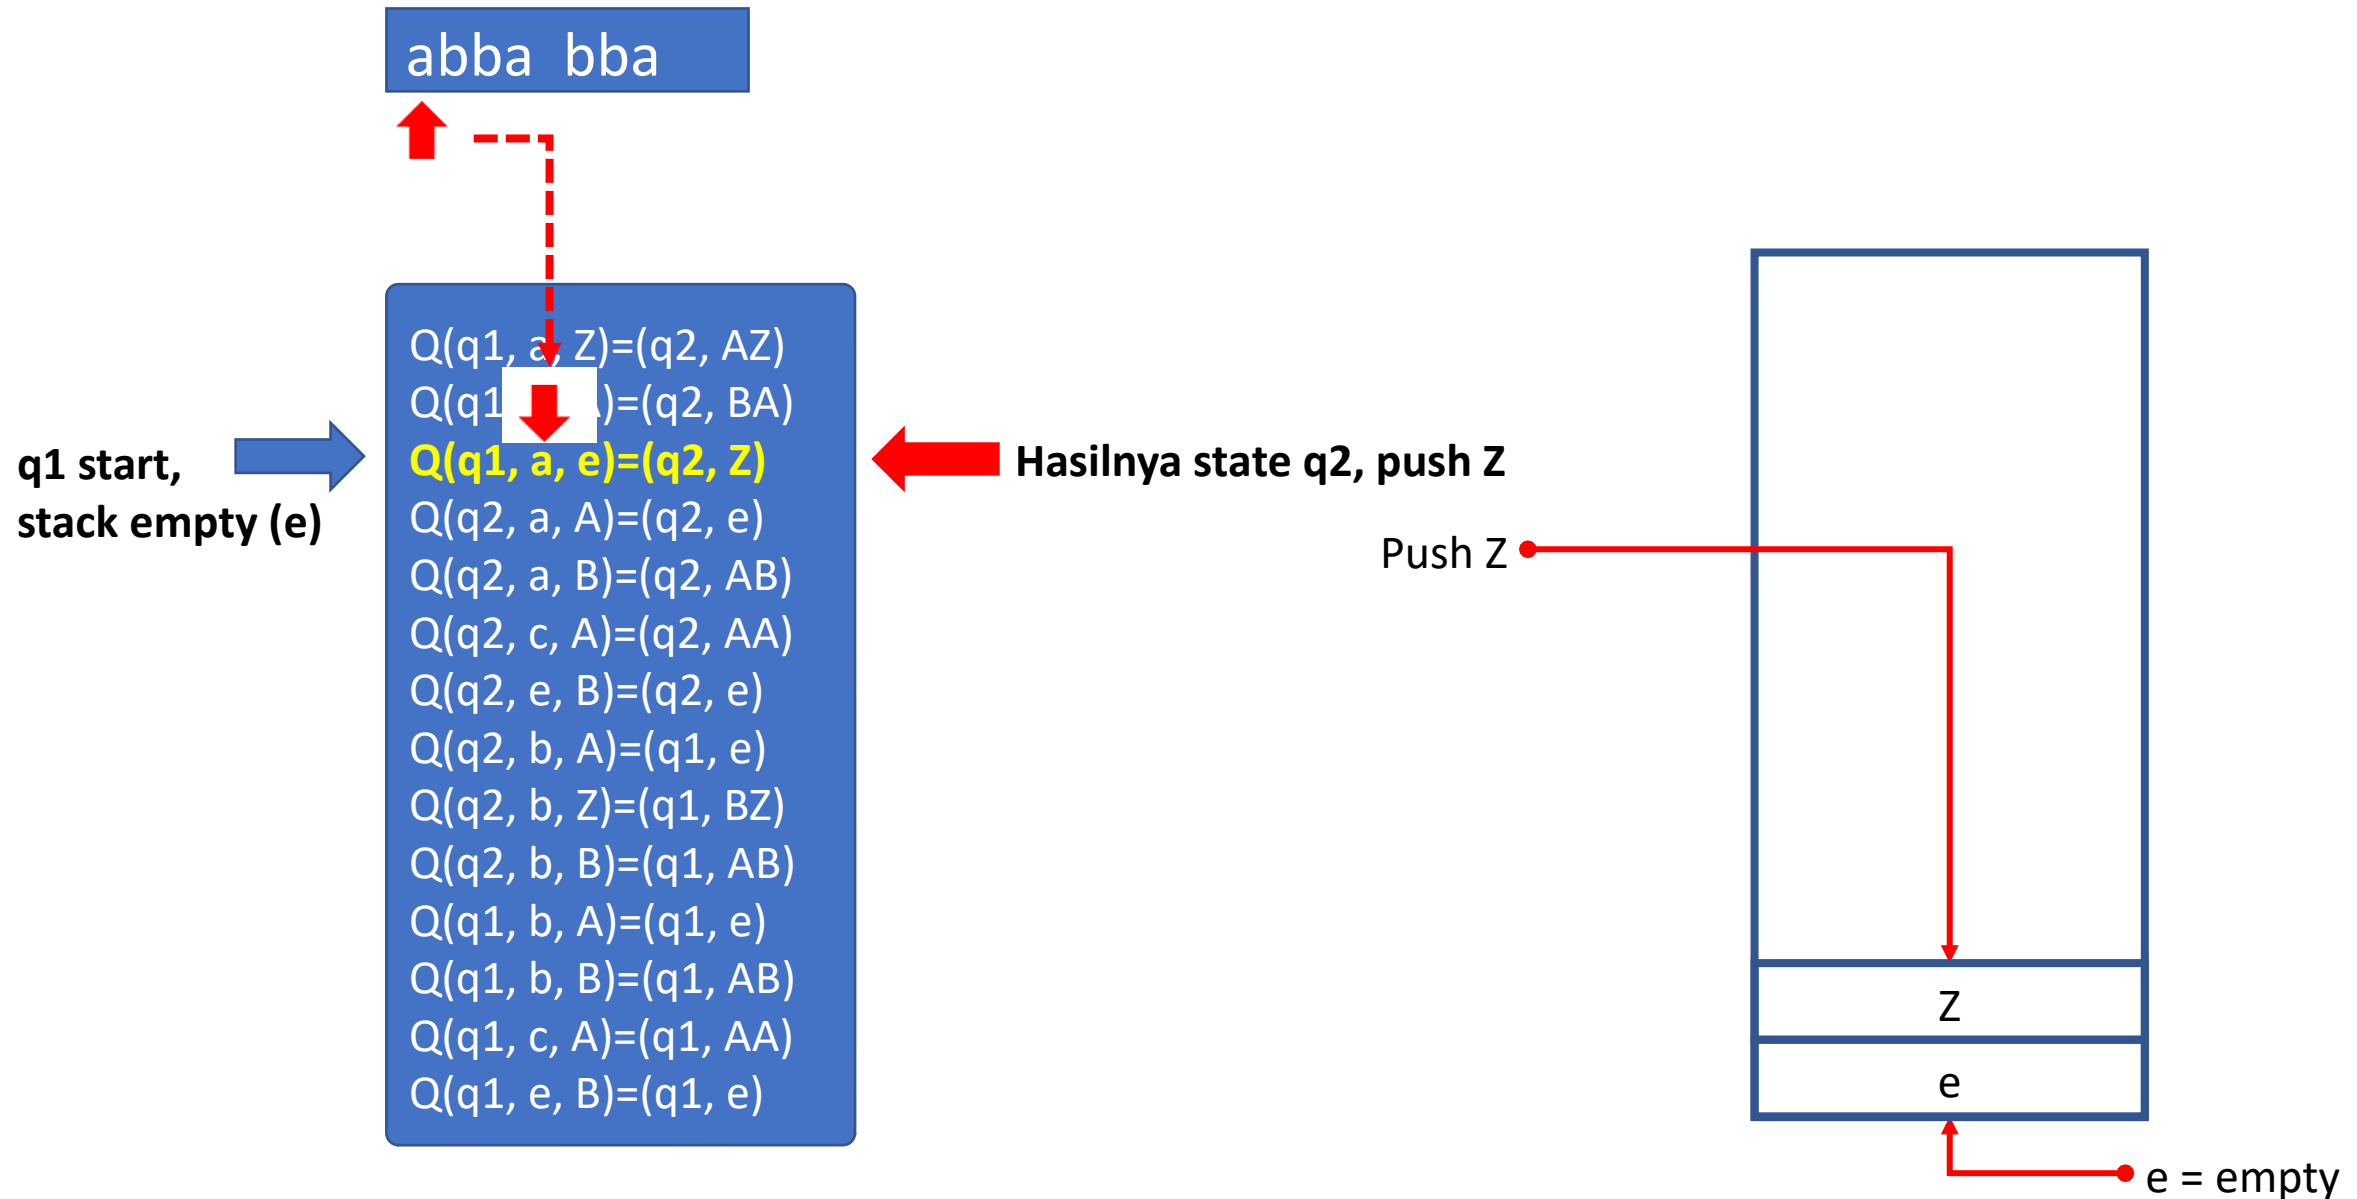 abba  bba
Q(q1, a, Z)=(q2, AZ)
Q(q1 )=(q2, BA)
Q(q1, a, e)=(q2, Z)
Q(q2, a, A)=(q2, e)
Q(q2, a, B)=(q2, AB)
Q(q2, c, A)=(q2, AA)
Q(q2, e, B)=(q2, e)
Q(q2, b, A)=(q1, e)
Q(q2, b, Z)=(q1, BZ)
Q(q2, b, B)=(q1, AB)
Q(q1, b, A)=(q1, e)
Q(q1, b, B)=(q1, AB)
Q(q1, c, A)=(q1, AA)
Q(q1, e, B)=(q1, e)
q1 start,
stack empty (e)
Hasilnya state q2, push Z
Push Z
Z
e
e = empty